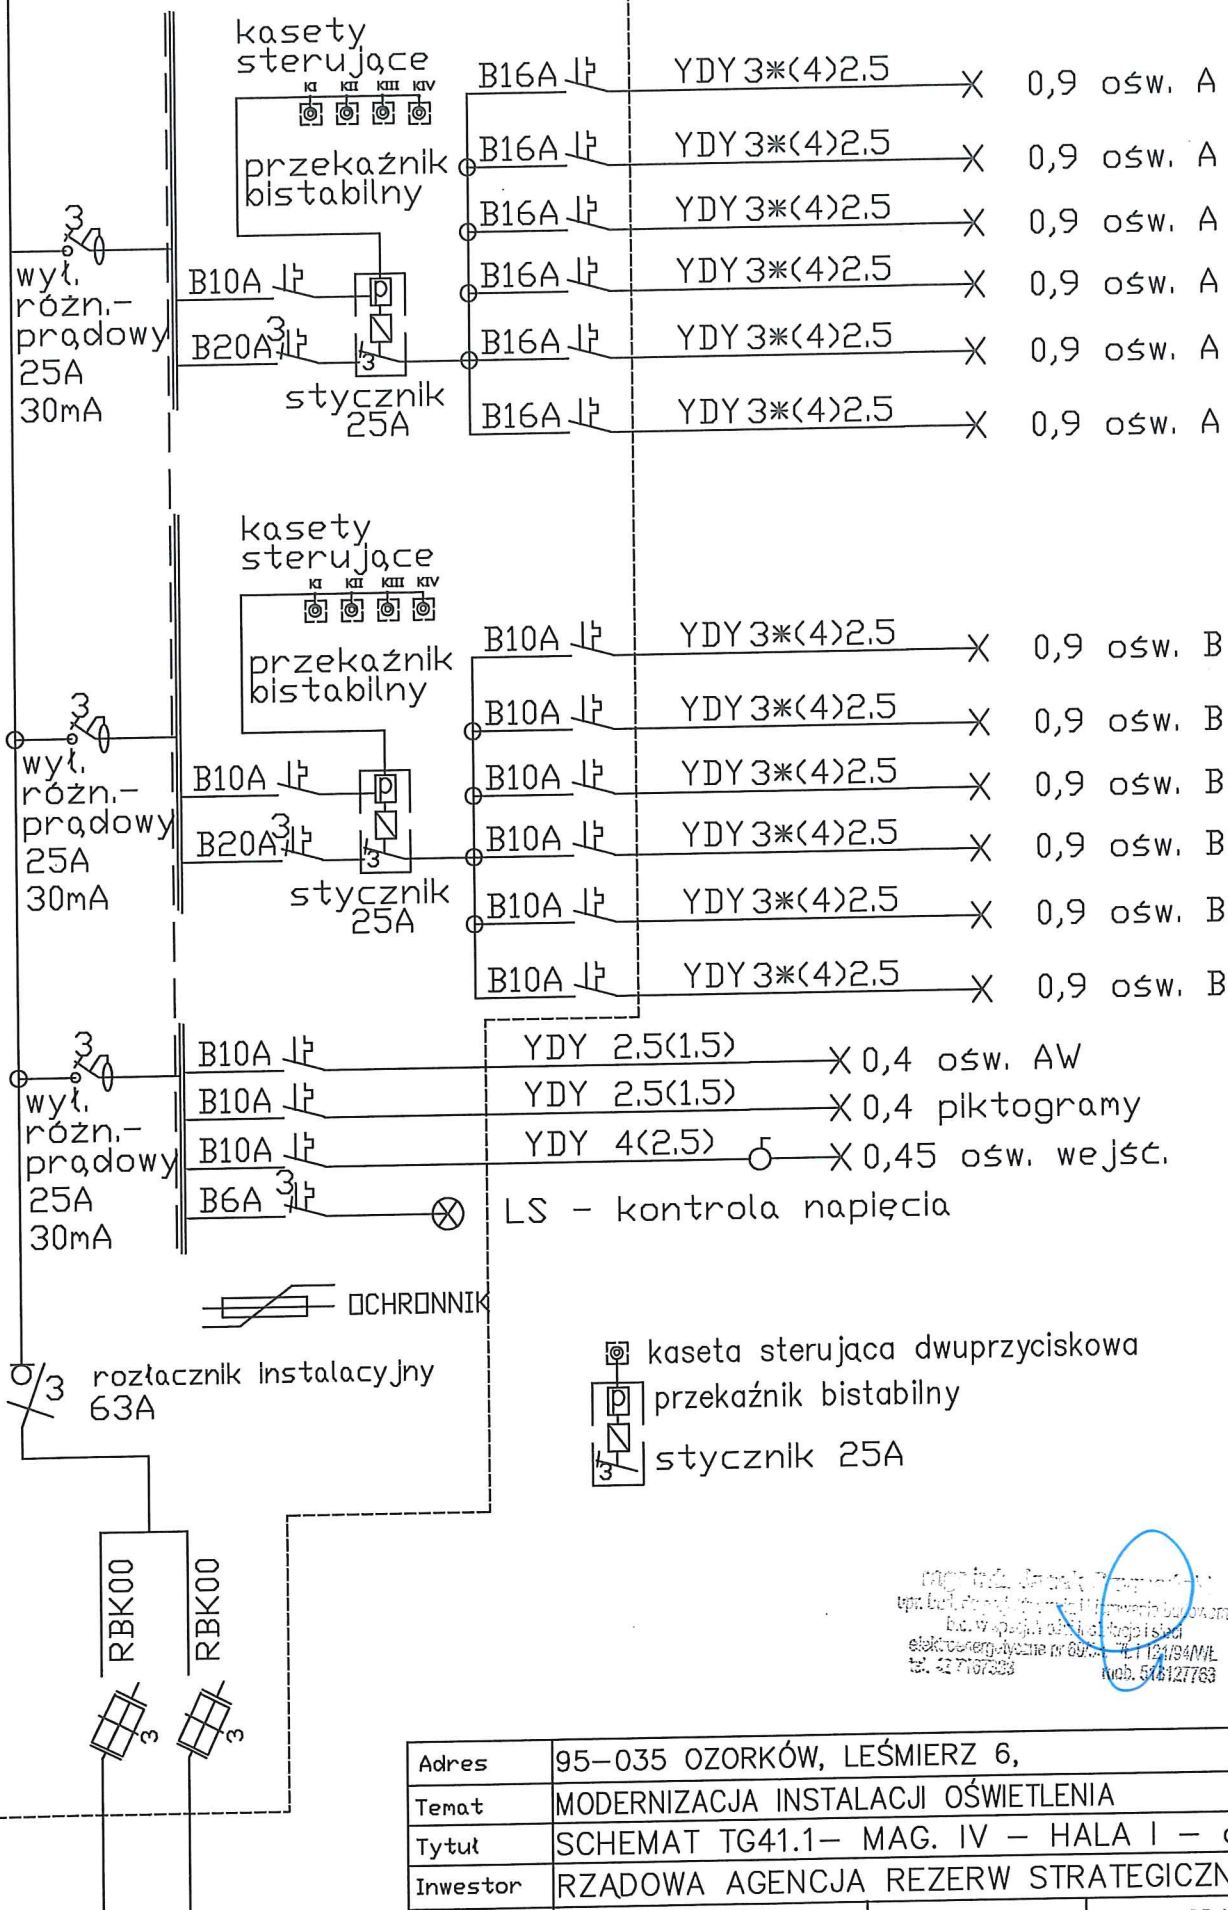 kasety
sterujące
KI KII KIII KIV
przekaźnik
bistabilny
3
wył.
różn.-
prądowy
25A
30mA
B10A
B20A 3
p
3
stycznik
25A
B16A YDY 3*(4)2.5 0,9 ośw. A
B16A YDY 3*(4)2.5 0,9 ośw. A
B16A YDY 3*(4)2.5 0,9 ośw. A
B16A YDY 3*(4)2.5 0,9 ośw. A
B16A YDY 3*(4)2.5 0,9 ośw. A
B16A YDY 3*(4)2.5 0,9 ośw. A
kasety
sterujące
KI KII KIII KIV
przekaźnik
bistabilny
3
wył.
różn.-
prądowy
25A
30mA
B10A
B20A 3
p
3
stycznik
25A
B10A YDY 3*(4)2.5 0,9 ośw. B
B10A YDY 3*(4)2.5 0,9 ośw. B
B10A YDY 3*(4)2.5 0,9 ośw. B
B10A YDY 3*(4)2.5 0,9 ośw. B
B10A YDY 3*(4)2.5 0,9 ośw. B
B10A YDY 3*(4)2.5 0,9 ośw. B
3
wył.
różn.-
prądowy
25A
30mA
B10A YDY 2.5(1.5) 0,4 ośw. AW
B10A YDY 2.5(1.5) 0,4 piktogramy
B10A YDY 4(2.5) 0,45 ośw. wejść.
B6A 3 LS - kontrola napięcia
OCHRONNIK
3 rozłacznik instalacyjny
63A
kaseta sterujaca dwuprzyciskowa
p przekaźnik bistabilny
3 stycznik 25A
RBK00
RBK00
3
3
elektroenergetyczne nr
mob. 518127763
Adres 95-035 OZORKÓW, LEŚMIERZ 6,
Temat MODERNIZACJA INSTALACJI OŚWIETLENIA
Tytuł SCHEMAT TG41.1- MAG. IV - HALA I -
Inwestor RZĄDOWA AGENCJA REZERW STRATEGICZN